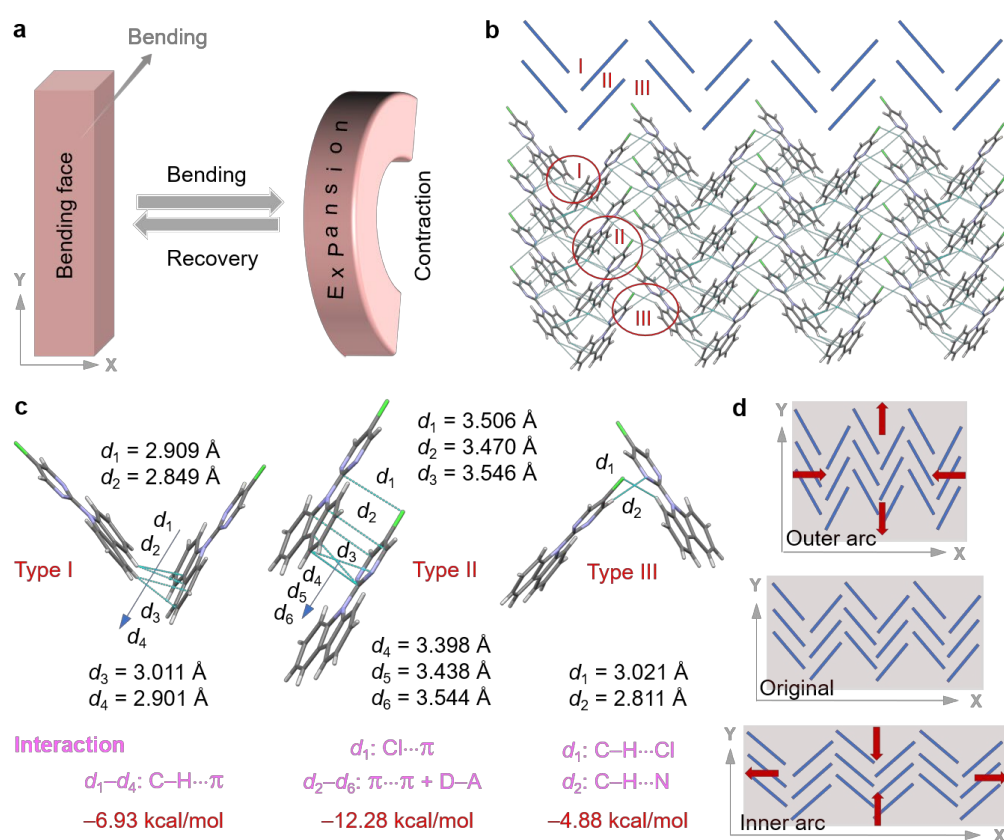 a
Bending
Bending face
Bending
Recovery
ExPansion
Contraction
Y
X
b
I
II
III
I
II
III
c
d₁ = 2.909 Å
d₂ = 2.849 Å
d₁
d₂
d₃
d₄
Type I
d₃ = 3.011 Å
d₄ = 2.901 Å
d₁ = 3.506 Å
d₂ = 3.470 Å
d₃ = 3.546 Å
d₁
d₂
d₃
d₄
d₅
d₆
Type II
d₄ = 3.398 Å
d₅ = 3.438 Å
d₆ = 3.544 Å
d₁
d₂
Type III
d₁ = 3.021 Å
d₂ = 2.811 Å
Interaction
d₁–d₄: C–H···π
–6.93 kcal/mol
d₁: Cl···π
d₂–d₆: π···π + D–A
–12.28 kcal/mol
d₁: C–H···Cl
d₂: C–H···N
–4.88 kcal/mol
d
Y
Outer arc
X
Y
Original
X
Y
Inner arc
X